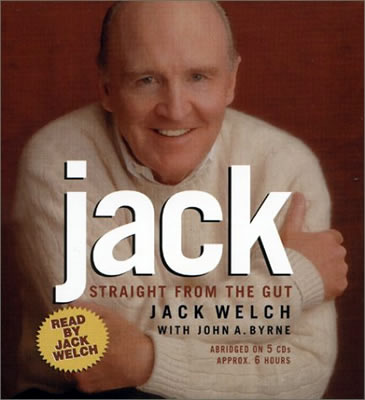 jack
STRAIGHT FROM THE GUT
JACK WELCH
WITH JOHN A. BYRNE
ABRIDGED ON 5 CDs
APPROX. 6 HOURS
READ
BY
JACK
WELCH